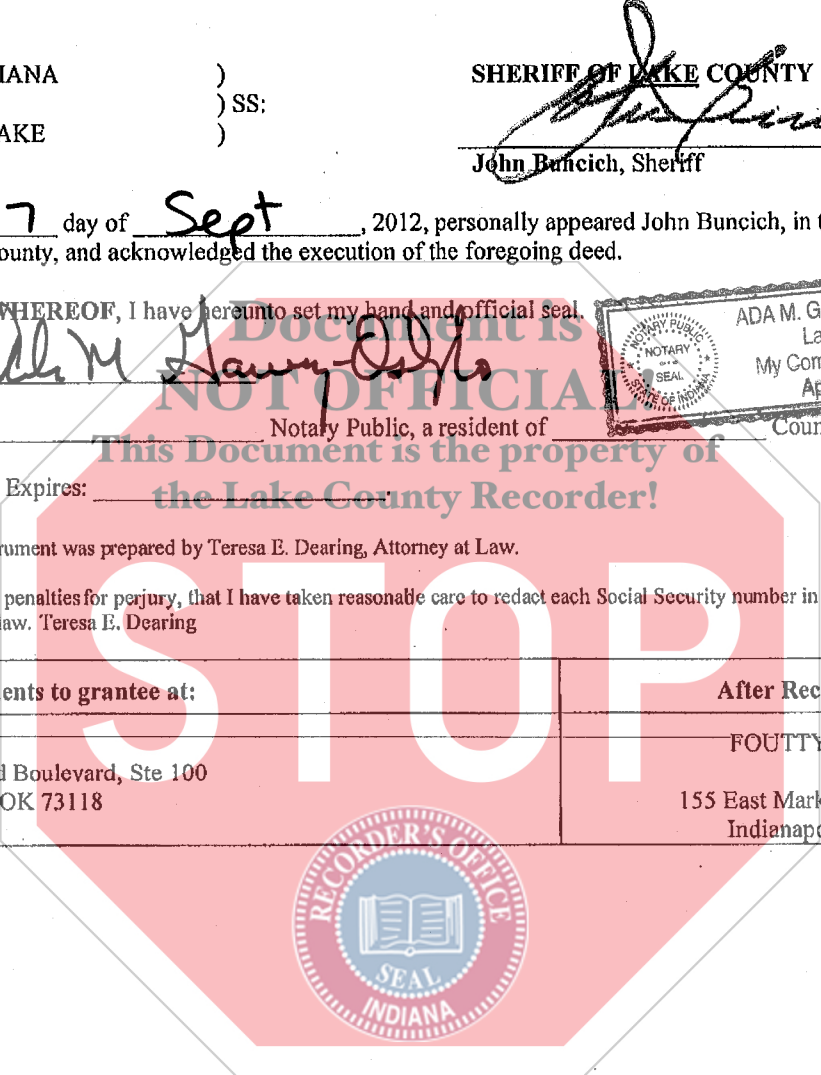 IANA ) SHERIFF OF LAKE COUNTY
) SS:
AKE )
John Buncich, Sheriff
7 day of Sept, 2012, personally appeared John Buncich, in t
ounty, and acknowledged the execution of the foregoing deed.
WHEREOF, I have hereunto set my hand and official seal.
Document is
NOT OFFICIAL!
This Document is the property of
the Lake County Recorder!
NOTARY PUBLIC
NOTARY
SEAL
STATE OF INDIANA
ADA M. G
La
My Com
Ap
Notary Public, a resident of Coun
Expires: .
rument was prepared by Teresa E. Dearing, Attorney at Law.
penalties for perjury, that I have taken reasonable care to redact each Social Security number in
aw. Teresa E. Dearing
STOP
ents to grantee at: After Rec
FOUTTY
d Boulevard, Ste 100
OK 73118 155 East Mark
Indianapo
RECORDER'S OFFICE
SEAL
INDIANA